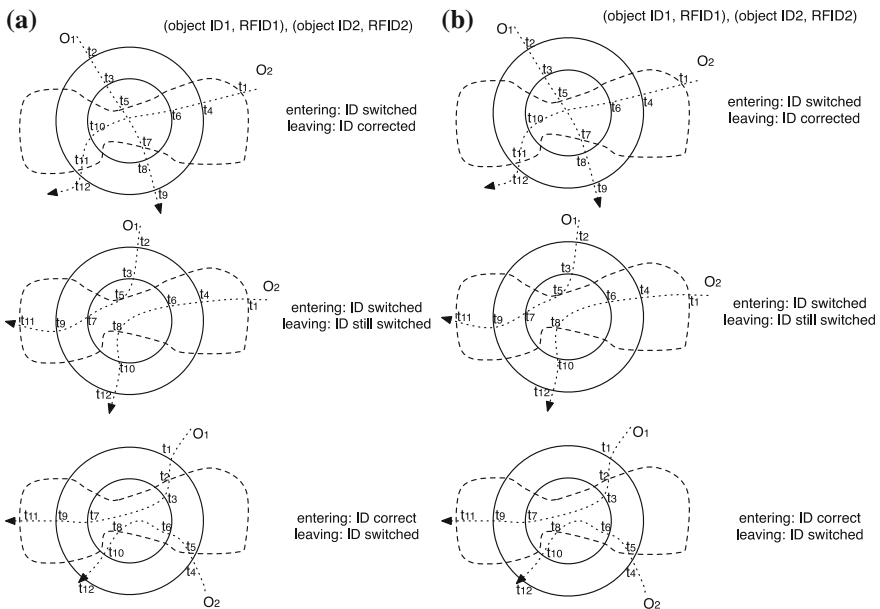 (a)
(object ID1, RFID1), (object ID2, RFID2)
O1
t2
t3
t1
O2
t5
t6
t4
t10
t7
t11
t8
t12
t9
entering: ID switched
leaving: ID corrected
O1
t2
t3
O2
t5
t6
t4
t1
t11
t9
t7
t8
t10
t12
entering: ID switched
leaving: ID still switched
O1
t1
t2
t3
t11
t9
t7
t8
t6
t10
t5
t4
t12
O2
entering: ID correct
leaving: ID switched
(b)
(object ID1, RFID1), (object ID2, RFID2)
O1
t2
t3
t1
O2
t5
t6
t4
t10
t7
t11
t8
t12
t9
entering: ID switched
leaving: ID corrected
O1
t2
t3
O2
t5
t6
t4
t1
t11
t9
t7
t8
t10
t12
entering: ID switched
leaving: ID still switched
O1
t1
t2
t3
t11
t9
t7
t8
t6
t10
t5
t4
t12
O2
entering: ID correct
leaving: ID switched